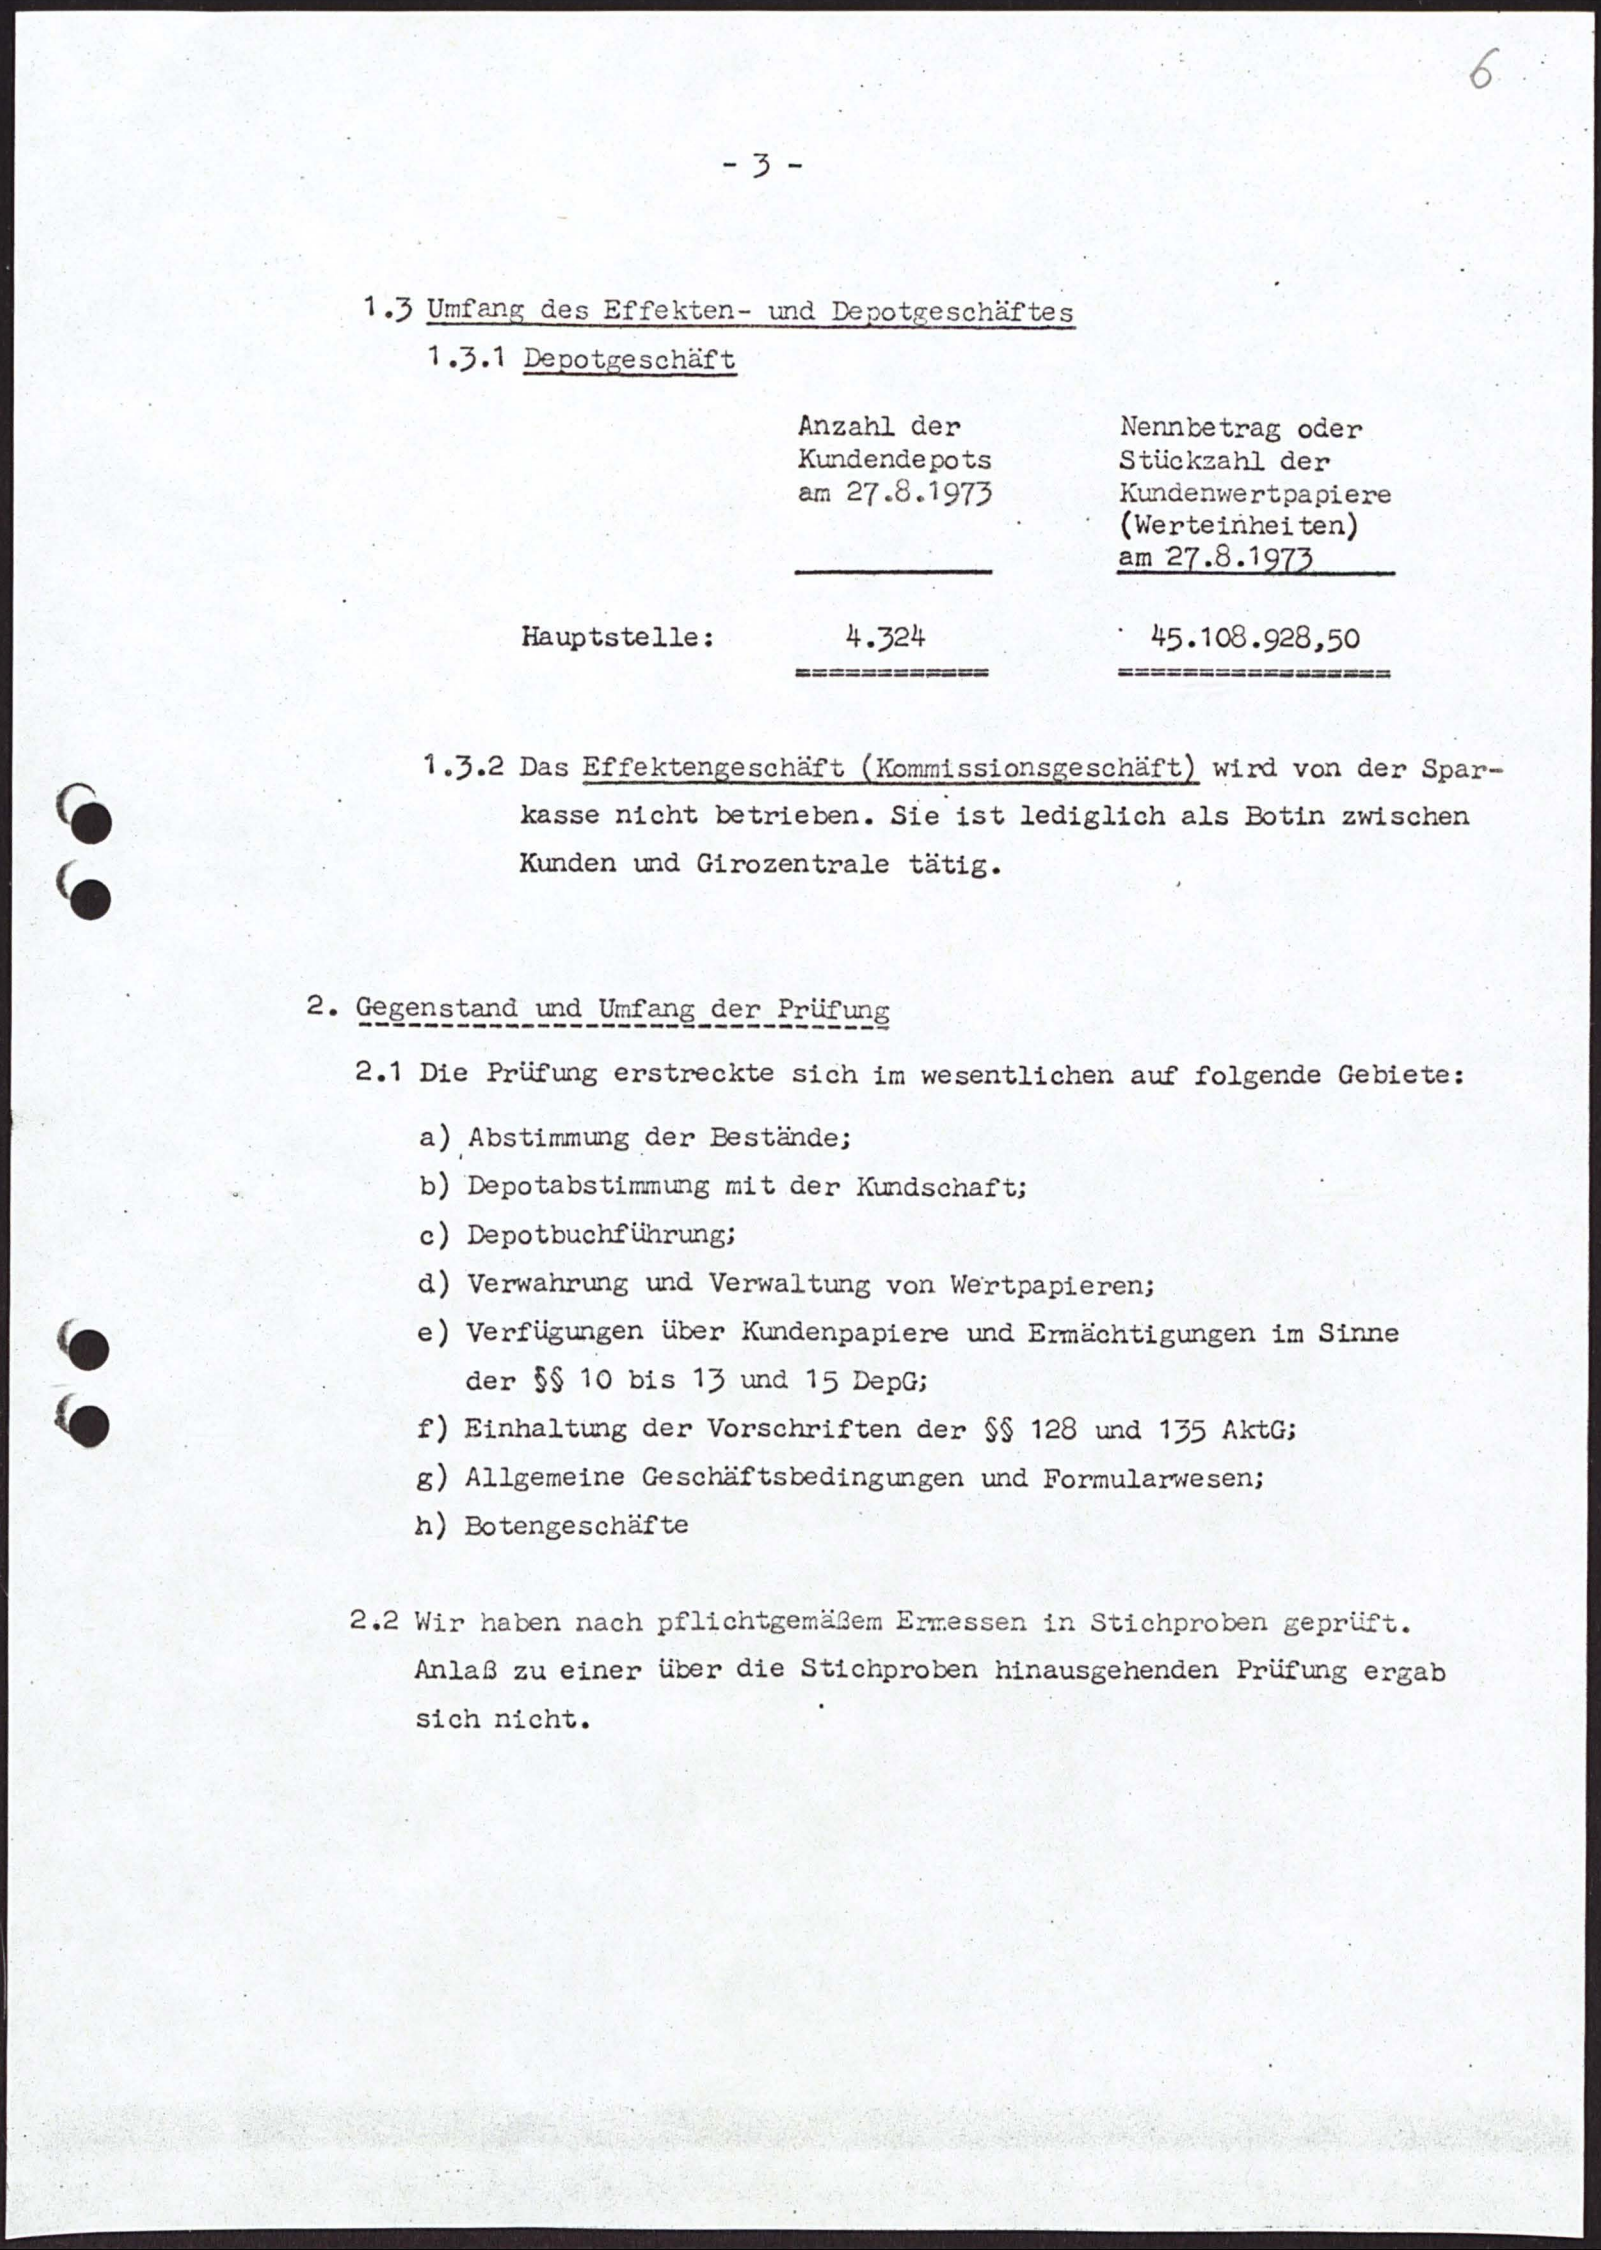 6
- 3 -
1.3 Umfang des Effekten- und Depotgeschäftes
1.3.1 Depotgeschäft
Anzahl der
Kundendepots
am 27.8.1973
Nennbetrag oder
Stückzahl der
Kundenwertpapiere
(Werteinheiten)
am 27.8.1973
Hauptstelle: 4.324 45.108.928,50
============ =================
1.3.2 Das Effektengeschäft (Kommissionsgeschäft) wird von der Spar-
kasse nicht betrieben. Sie ist lediglich als Botin zwischen
Kunden und Girozentrale tätig.
2. Gegenstand und Umfang der Prüfung
2.1 Die Prüfung erstreckte sich im wesentlichen auf folgende Gebiete:
a) Abstimmung der Bestände;
b) Depotabstimmung mit der Kundschaft;
c) Depotbuchführung;
d) Verwahrung und Verwaltung von Wertpapieren;
e) Verfügungen über Kundenpapiere und Ermächtigungen im Sinne
der §§ 10 bis 13 und 15 DepG;
f) Einhaltung der Vorschriften der §§ 128 und 135 AktG;
g) Allgemeine Geschäftsbedingungen und Formularwesen;
h) Botengeschäfte
2.2 Wir haben nach pflichtgemäßem Ermessen in Stichproben geprüft.
Anlaß zu einer über die Stichproben hinausgehenden Prüfung ergab
sich nicht.